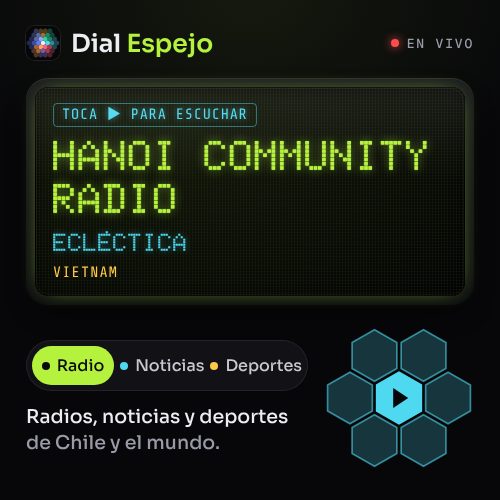 Dial Espejo
EN VIVO
TOCA ▶ PARA ESCUCHAR
HANOI COMMUNITY
RADIO
ECLÉCTICA
VIETNAM
Radio Noticias Deportes
Radios, noticias y deportes
de Chile y el mundo.